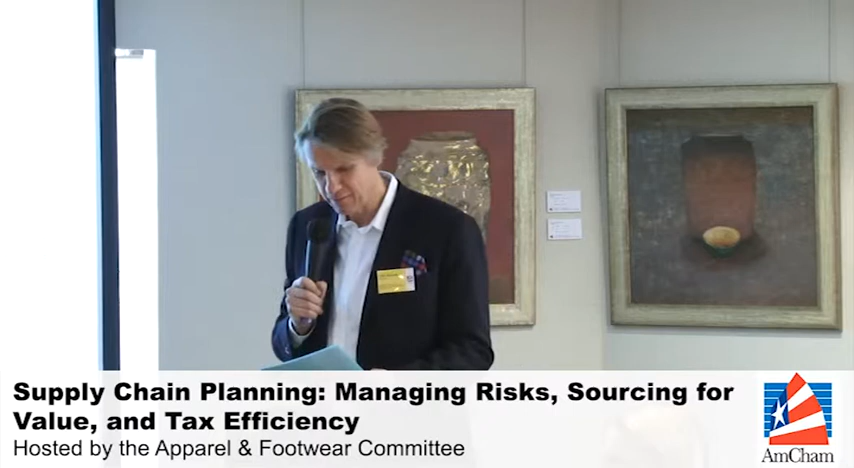 Supply Chain Planning: Managing Risks, Sourcing for
Value, and Tax Efficiency
Hosted by the Apparel & Footwear Committee
AmCham